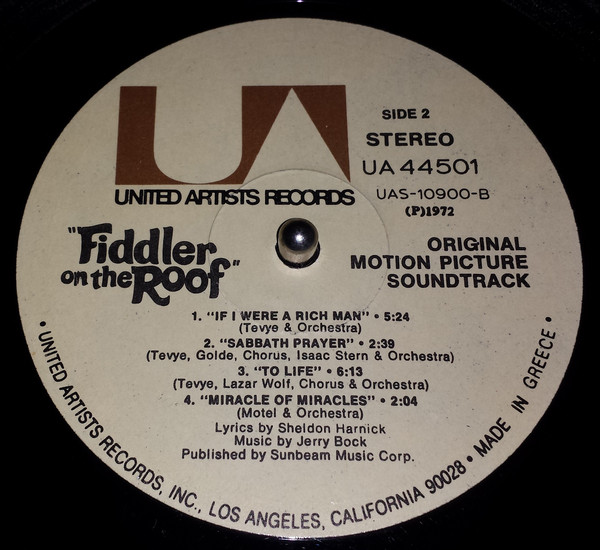 UA
UNITED ARTISTS RECORDS
SIDE 2
STEREO
UA 44501
UAS-10900-B
(P)1972
"Fiddler
on the Roof"
ORIGINAL
MOTION PICTURE
SOUNDTRACK
1. "IF I WERE A RICH MAN" • 5:24
(Tevye & Orchestra)
2. "SABBATH PRAYER" • 2:39
(Tevye, Golde, Chorus, Isaac Stern & Orchestra)
3. "TO LIFE" • 6:13
(Tevye, Lazar Wolf, Chorus & Orchestra)
4. "MIRACLE OF MIRACLES" • 2:04
(Motel & Orchestra)
Lyrics by Sheldon Harnick
Music by Jerry Bock
Published by Sunbeam Music Corp.
• UNITED ARTISTS RECORDS, INC., LOS ANGELES, CALIFORNIA 90028 • MADE IN GREECE •